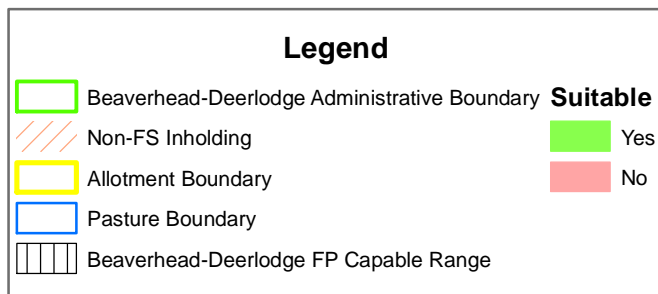 Legend
Beaverhead-Deerlodge Administrative Boundary
Non-FS Inholding
Allotment Boundary
Pasture Boundary
Beaverhead-Deerlodge FP Capable Range
Suitable
Yes
No